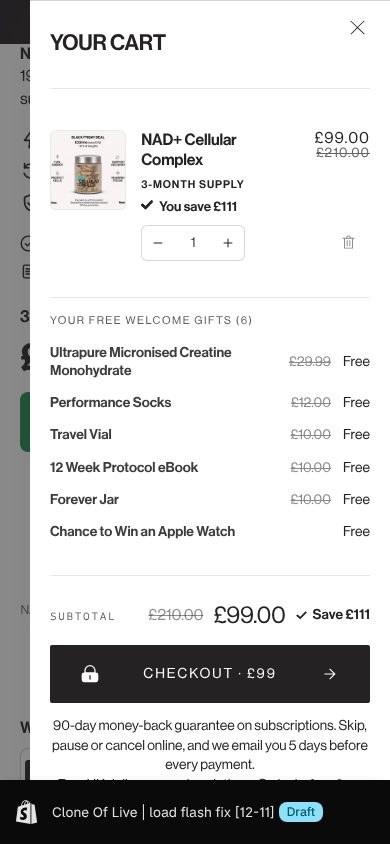 YOUR CART
NAD+ Cellular
Complex
£99.00
£210.00
3-MONTH SUPPLY
You save £111
− 1 +
YOUR FREE WELCOME GIFTS (6)
Ultrapure Micronised Creatine
Monohydrate
£29.99 Free
Performance Socks £12.00 Free
Travel Vial £10.00 Free
12 Week Protocol eBook £10.00 Free
Forever Jar £10.00 Free
Chance to Win an Apple Watch Free
SUBTOTAL £210.00 £99.00 Save £111
CHECKOUT · £99
90-day money-back guarantee on subscriptions. Skip,
pause or cancel online, and we email you 5 days before
every payment.
Clone Of Live | load flash fix [12-11] Draft